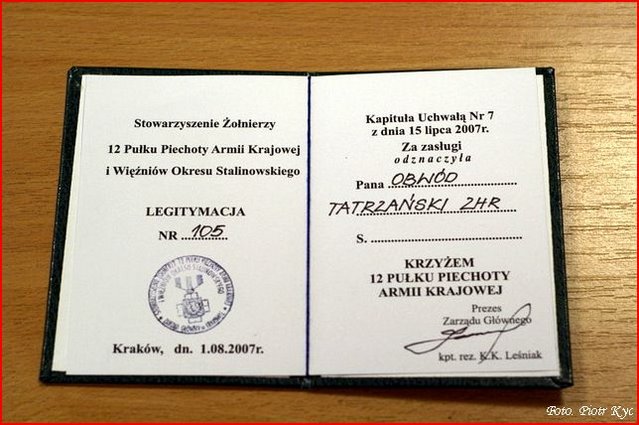 Stowarzyszenie Żołnierzy
12 Pułku Piechoty Armii Krajowej
i Więźniów Okresu Stalinowskiego
LEGITYMACJA
NR 105
Kraków, dn. 1.08.2007r.
Kapituła Uchwałą Nr 7
z dnia 15 lipca 2007r.
Za zasługi
odznaczyła
Pana OBWÓD
TATRZAŃSKI ZHR
S.
KRZYŻEM
12 PUŁKU PIECHOTY
ARMII KRAJOWEJ
Prezes
Zarządu Głównego
kpt. rez. K.K. Leśniak
Foto. Piotr Kyc